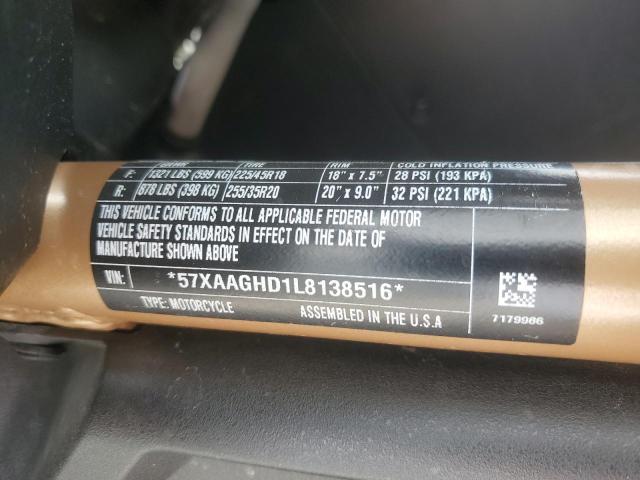 TIRE RIM COLD INFLATION PRESSURE
F: 1321 LBS (599 KG) 225/45R18 18" x 7.5" 28 PSI (193 KPA)
R: 878 LBS (398 KG) 255/35R20 20" x 9.0" 32 PSI (221 KPA)
THIS VEHICLE CONFORMS TO ALL APPLICABLE FEDERAL MOTOR
VEHICLE SAFETY STANDARDS IN EFFECT ON THE DATE OF
MANUFACTURE SHOWN ABOVE
VIN: *57XAAGHD1L8138516*
TYPE: MOTORCYCLE ASSEMBLED IN THE U.S.A
7179986